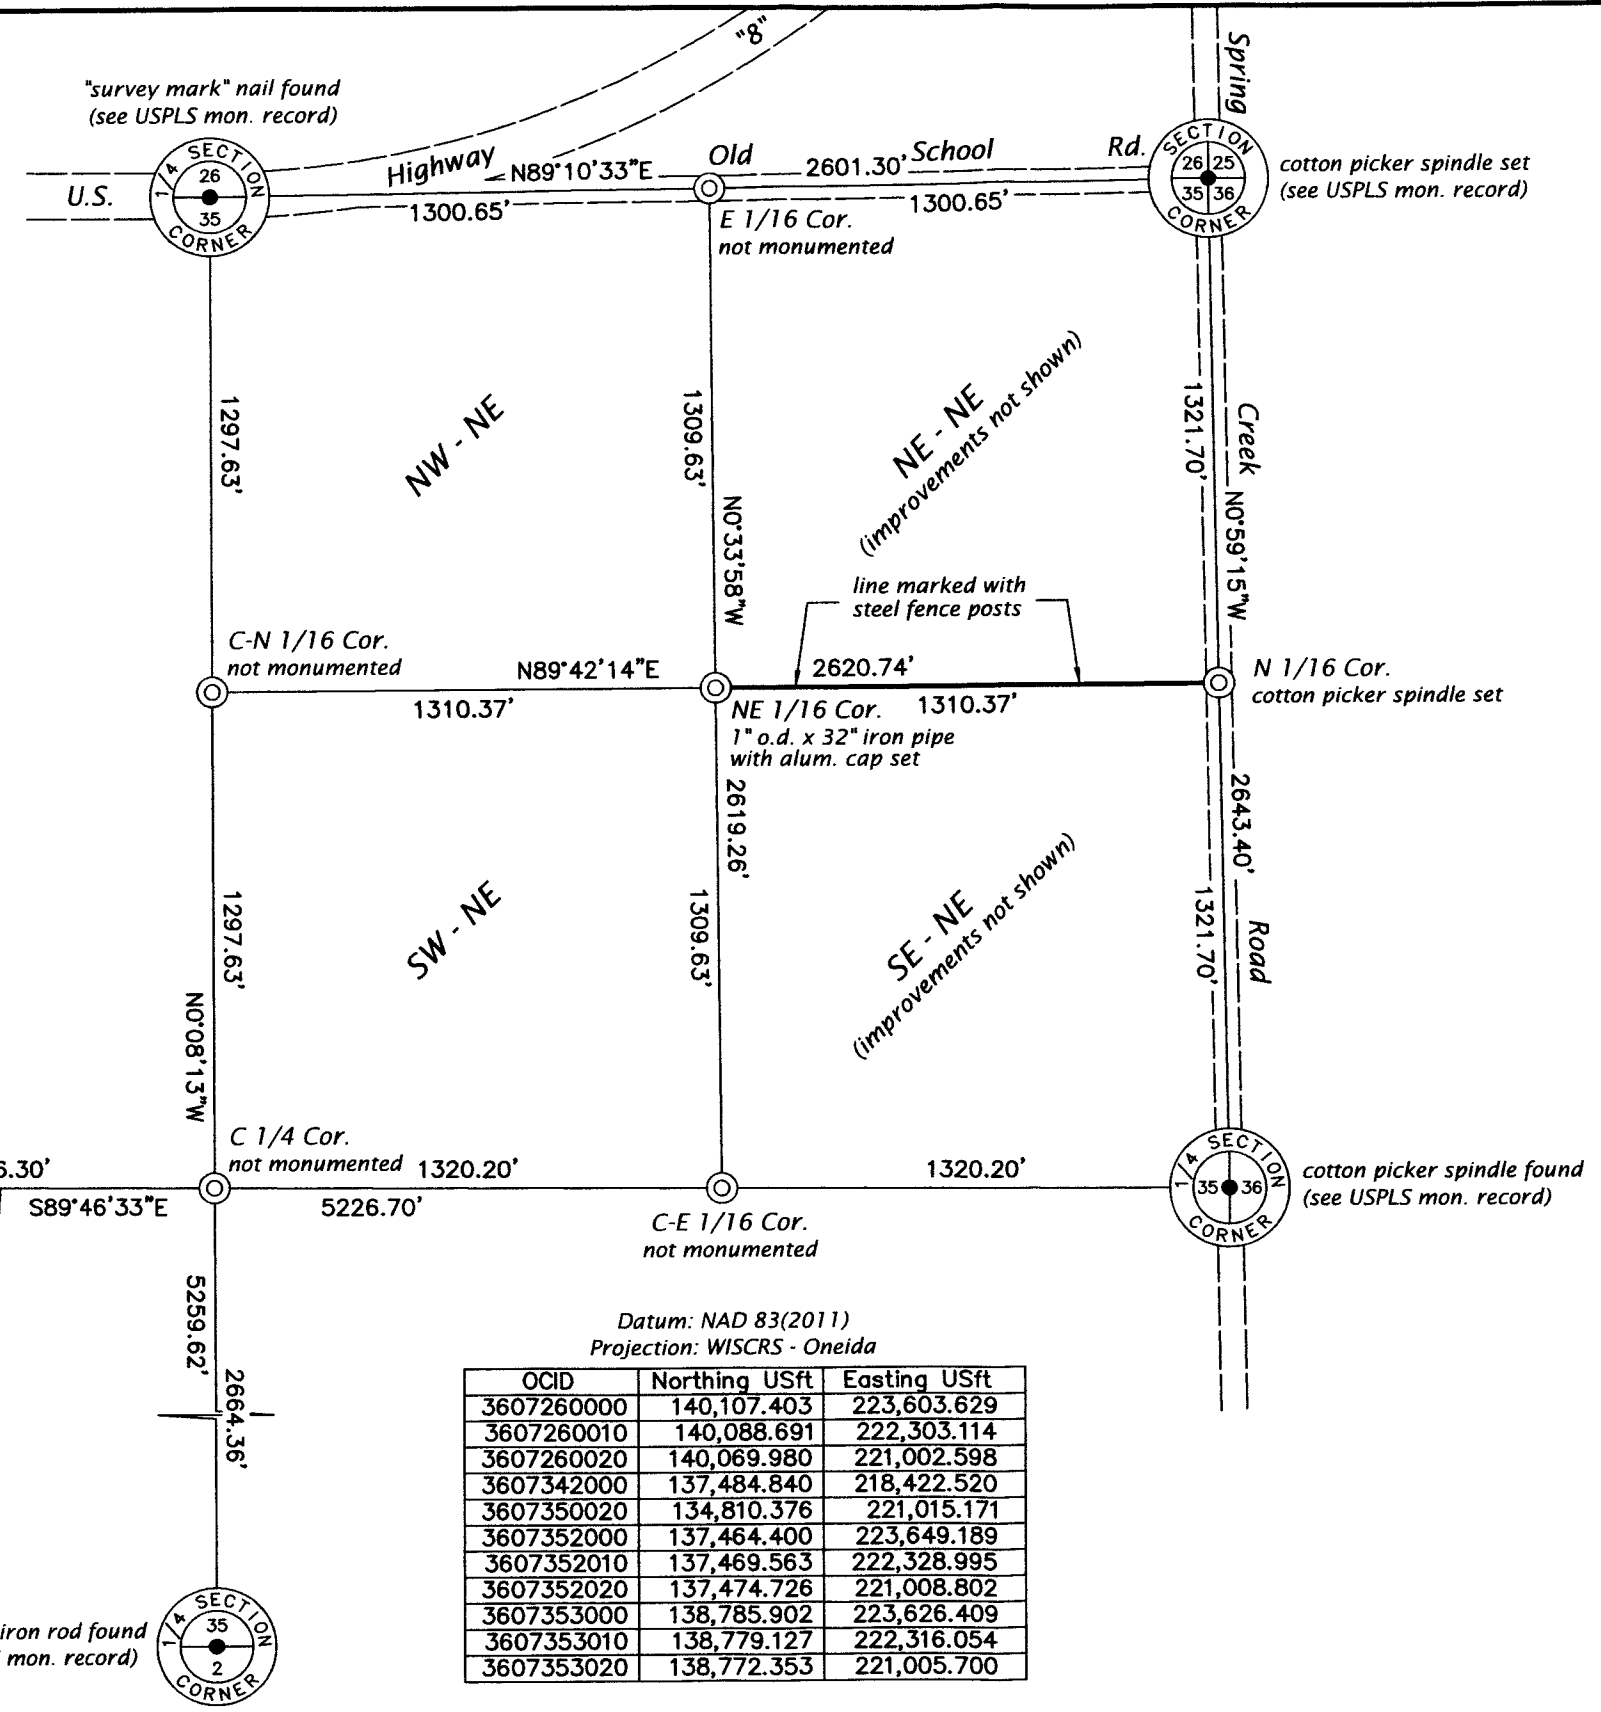 "8"
Spring
"survey mark" nail found
(see USPLS mon. record)
1/4 SECTION
26
35
CORNER
U.S.
Highway
N89°10'33"E
Old
2601.30'
School
Rd.
1300.65'
1300.65'
E 1/16 Cor.
not monumented
SECTION
26 25
35 36
CORNER
cotton picker spindle set
(see USPLS mon. record)
1297.63'
NW - NE
1309.63'
N0°33'58"W
NE - NE
(improvements not shown)
1321.70'
Creek
N0°59'15"W
line marked with
steel fence posts
C-N 1/16 Cor.
not monumented
N89°42'14"E
2620.74'
1310.37'
1310.37'
NE 1/16 Cor.
1" o.d. x 32" iron pipe
with alum. cap set
N 1/16 Cor.
cotton picker spindle set
2619.26'
2643.40'
1297.63'
SW - NE
1309.63'
SE - NE
(improvements not shown)
1321.70'
Road
N0°08'13"W
C 1/4 Cor.
not monumented
6.30'
S89°46'33"E
1320.20'
5226.70'
1320.20'
C-E 1/16 Cor.
not monumented
1/4 SECTION
35 36
CORNER
cotton picker spindle found
(see USPLS mon. record)
5259.62'
2664.36'
Datum: NAD 83(2011)
Projection: WISCRS - Oneida
OCID Northing USft Easting USft
3607260000 140,107.403 223,603.629
3607260010 140,088.691 222,303.114
3607260020 140,069.980 221,002.598
3607342000 137,484.840 218,422.520
3607350020 134,810.376 221,015.171
3607352000 137,464.400 223,649.189
3607352010 137,469.563 222,328.995
3607352020 137,474.726 221,008.802
3607353000 138,785.902 223,626.409
3607353010 138,779.127 222,316.054
3607353020 138,772.353 221,005.700
iron rod found
mon. record)
1/4 SECTION
35
2
CORNER